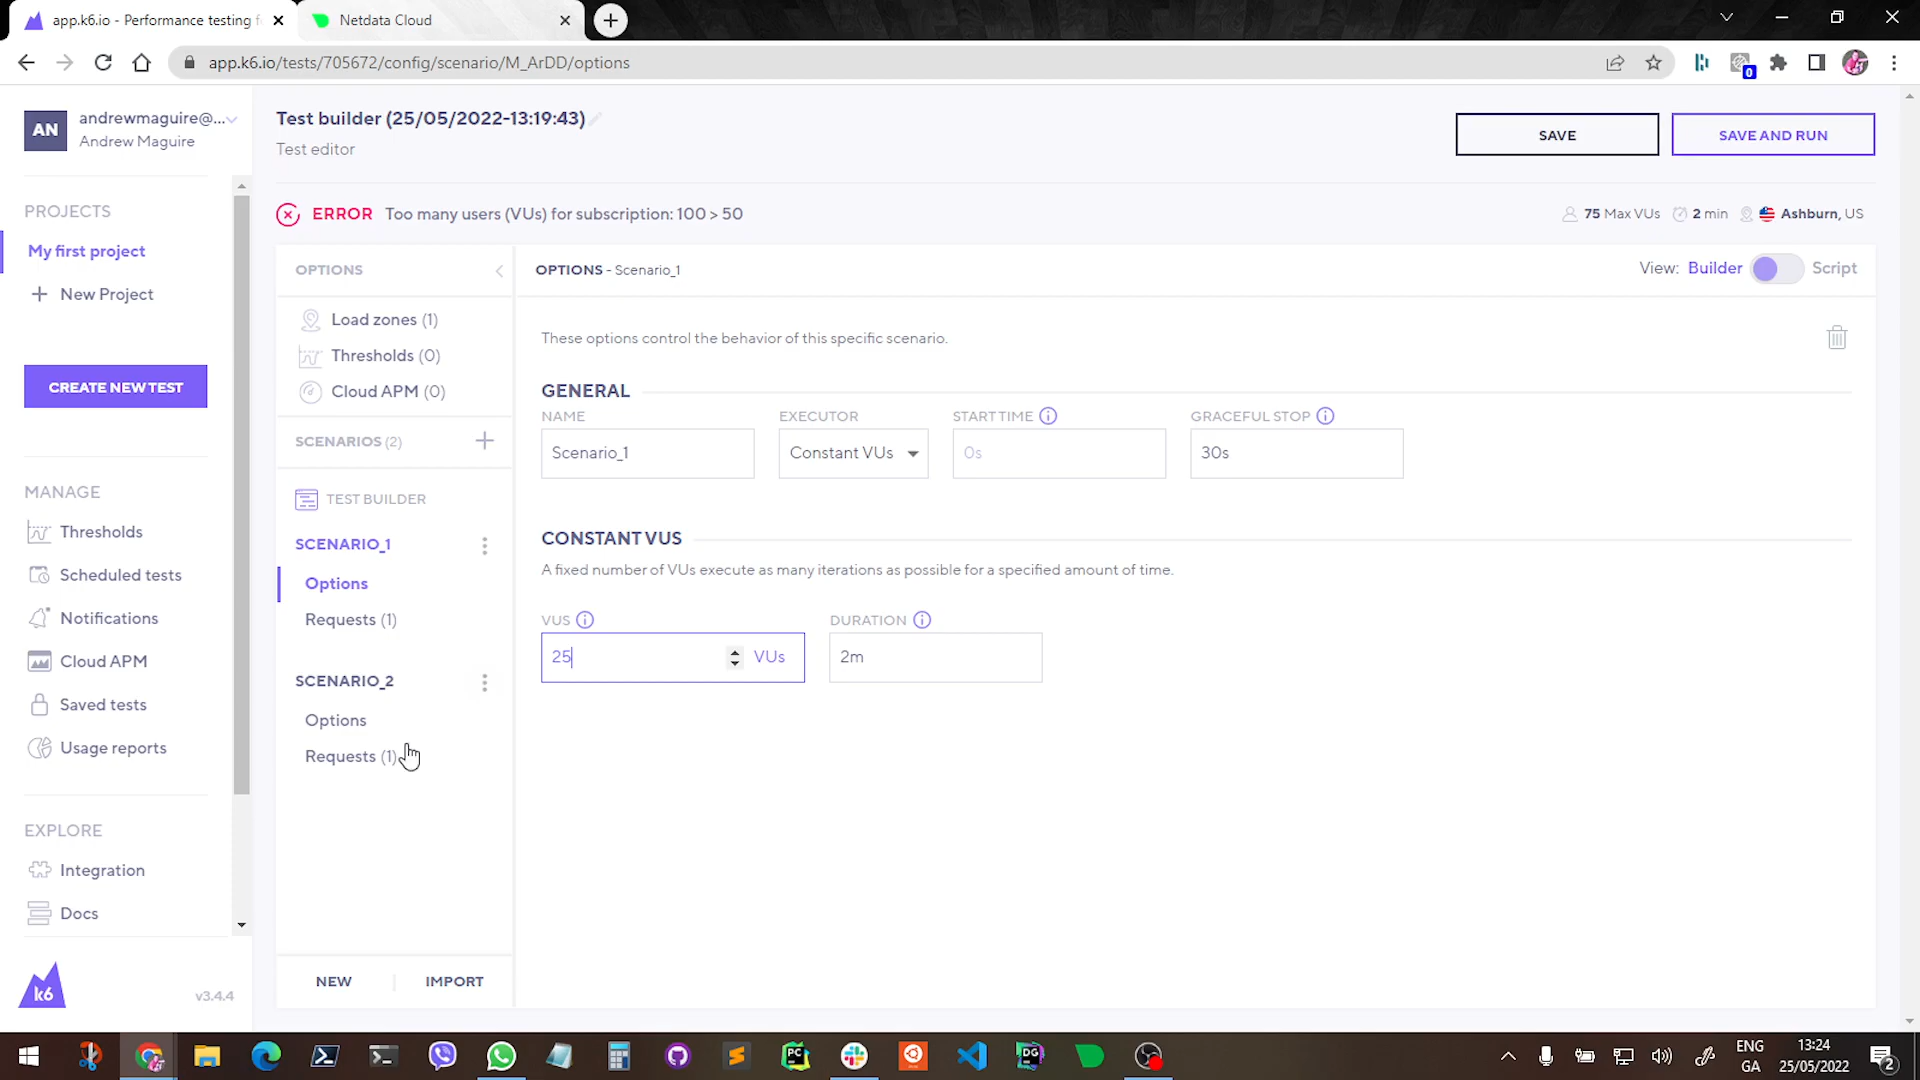 app.k6.io - Performance testing f
Netdata Cloud
app.k6.io/tests/705672/config/scenario/M_ArDD/options
0
AN
andrewmaguire@...
Andrew Maguire
Test builder (25/05/2022-13:19:43)
Test editor
SAVE
SAVE AND RUN
PROJECTS
My first project
New Project
CREATE NEW TEST
MANAGE
Thresholds
Scheduled tests
Notifications
Cloud APM
Saved tests
Usage reports
EXPLORE
Integration
Docs
k6
v3.4.4
ERROR Too many users (VUs) for subscription: 100 > 50
75 Max VUs
2 min
Ashburn, US
OPTIONS
Load zones (1)
Thresholds (0)
Cloud APM (0)
SCENARIOS (2)
TEST BUILDER
SCENARIO_1
Options
Requests (1)
SCENARIO_2
Options
Requests (1)
NEW
IMPORT
OPTIONS - Scenario_1
View: Builder Script
These options control the behavior of this specific scenario.
GENERAL
NAME
EXECUTOR
START TIME
GRACEFUL STOP
Scenario_1
Constant VUs
0s
30s
CONSTANT VUS
A fixed number of VUs execute as many iterations as possible for a specified amount of time.
VUS
DURATION
25
VUs
2m
PC
DG
ENG
GA
13:24
25/05/2022
2